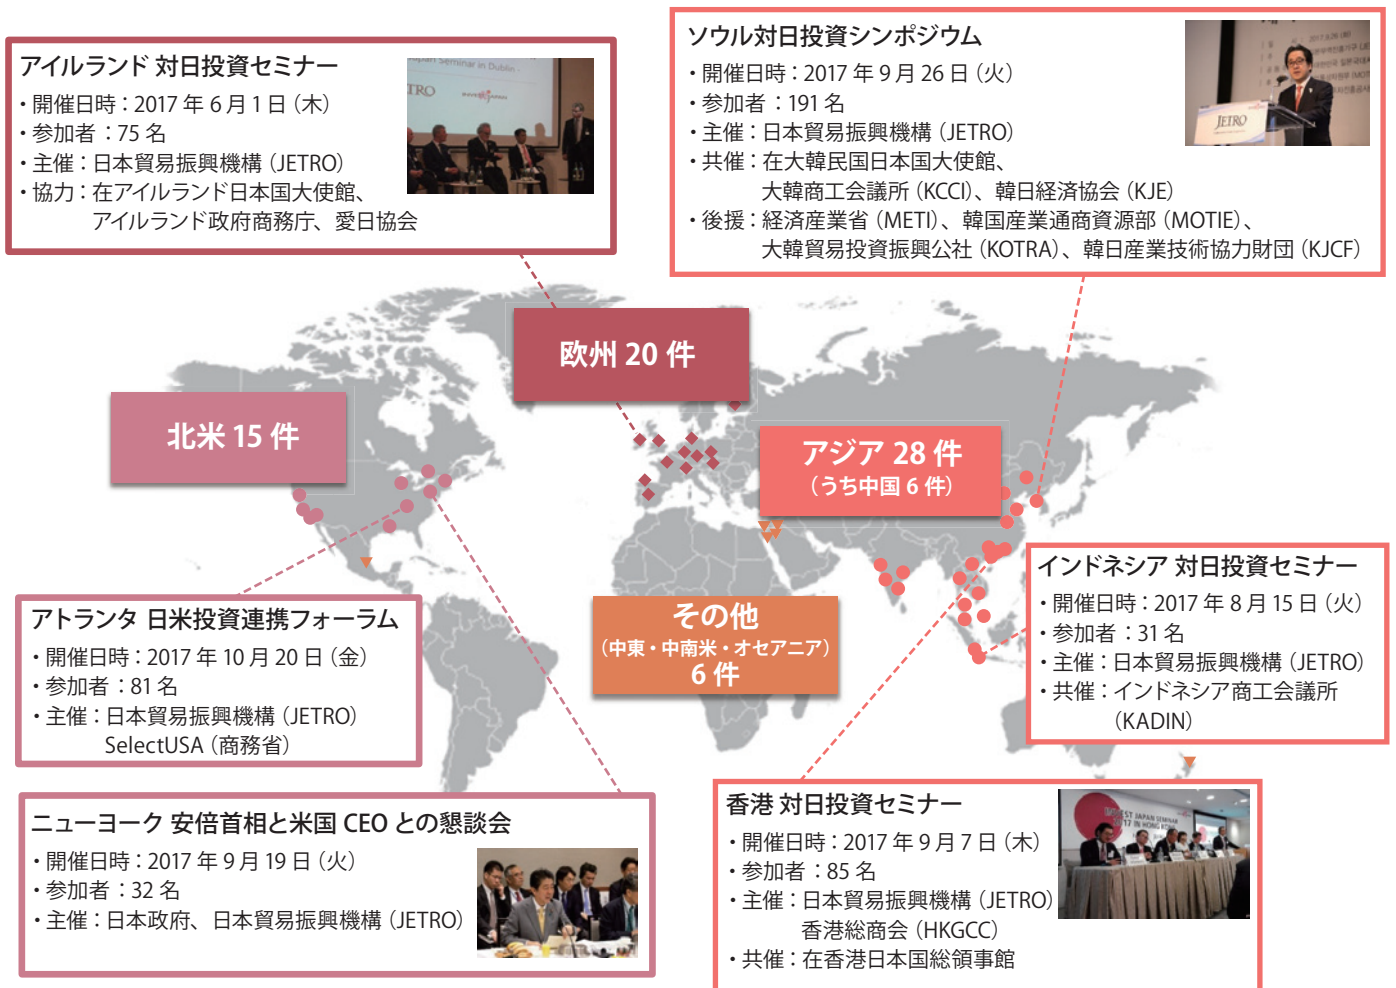 アイルランド 対日投資セミナー
・開催日時：2017 年 6 月 1 日（木）
・参加者：75 名
・主催：日本貿易振興機構（JETRO）
・協力：在アイルランド日本国大使館、
アイルランド政府商務庁、愛日協会
Japan Seminar in Dublin -
ソウル対日投資シンポジウム
・開催日時：2017 年 9 月 26 日（火）
・参加者：191 名
・主催：日本貿易振興機構（JETRO）
・共催：在大韓民国日本国大使館、
大韓商工会議所（KCCI）、韓日経済協会（KJE）
・後援：経済産業省（METI）、韓国産業通商資源部（MOTIE）、
大韓貿易投資振興公社（KOTRA）、韓日産業技術協力財団（KJCF）
JETRO
欧州 20 件
北米 15 件
アジア 28 件
（うち中国 6 件）
その他
（中東・中南米・オセアニア）
6 件
インドネシア 対日投資セミナー
・開催日時：2017 年 8 月 15 日（火）
・参加者：31 名
・主催：日本貿易振興機構（JETRO）
・共催：インドネシア商工会議所
（KADIN）
アトランタ 日米投資連携フォーラム
・開催日時：2017 年 10 月 20 日（金）
・参加者：81 名
・主催：日本貿易振興機構（JETRO）
SelectUSA（商務省）
ニューヨーク 安倍首相と米国 CEO との懇談会
・開催日時：2017 年 9 月 19 日（火）
・参加者：32 名
・主催：日本政府、日本貿易振興機構（JETRO）
香港 対日投資セミナー
・開催日時：2017 年 9 月 7 日（木）
・参加者：85 名
・主催：日本貿易振興機構（JETRO）
香港総商会（HKGCC）
・共催：在香港日本国総領事館
INVEST JAPAN SEMINAR
2017 IN HONG KONG